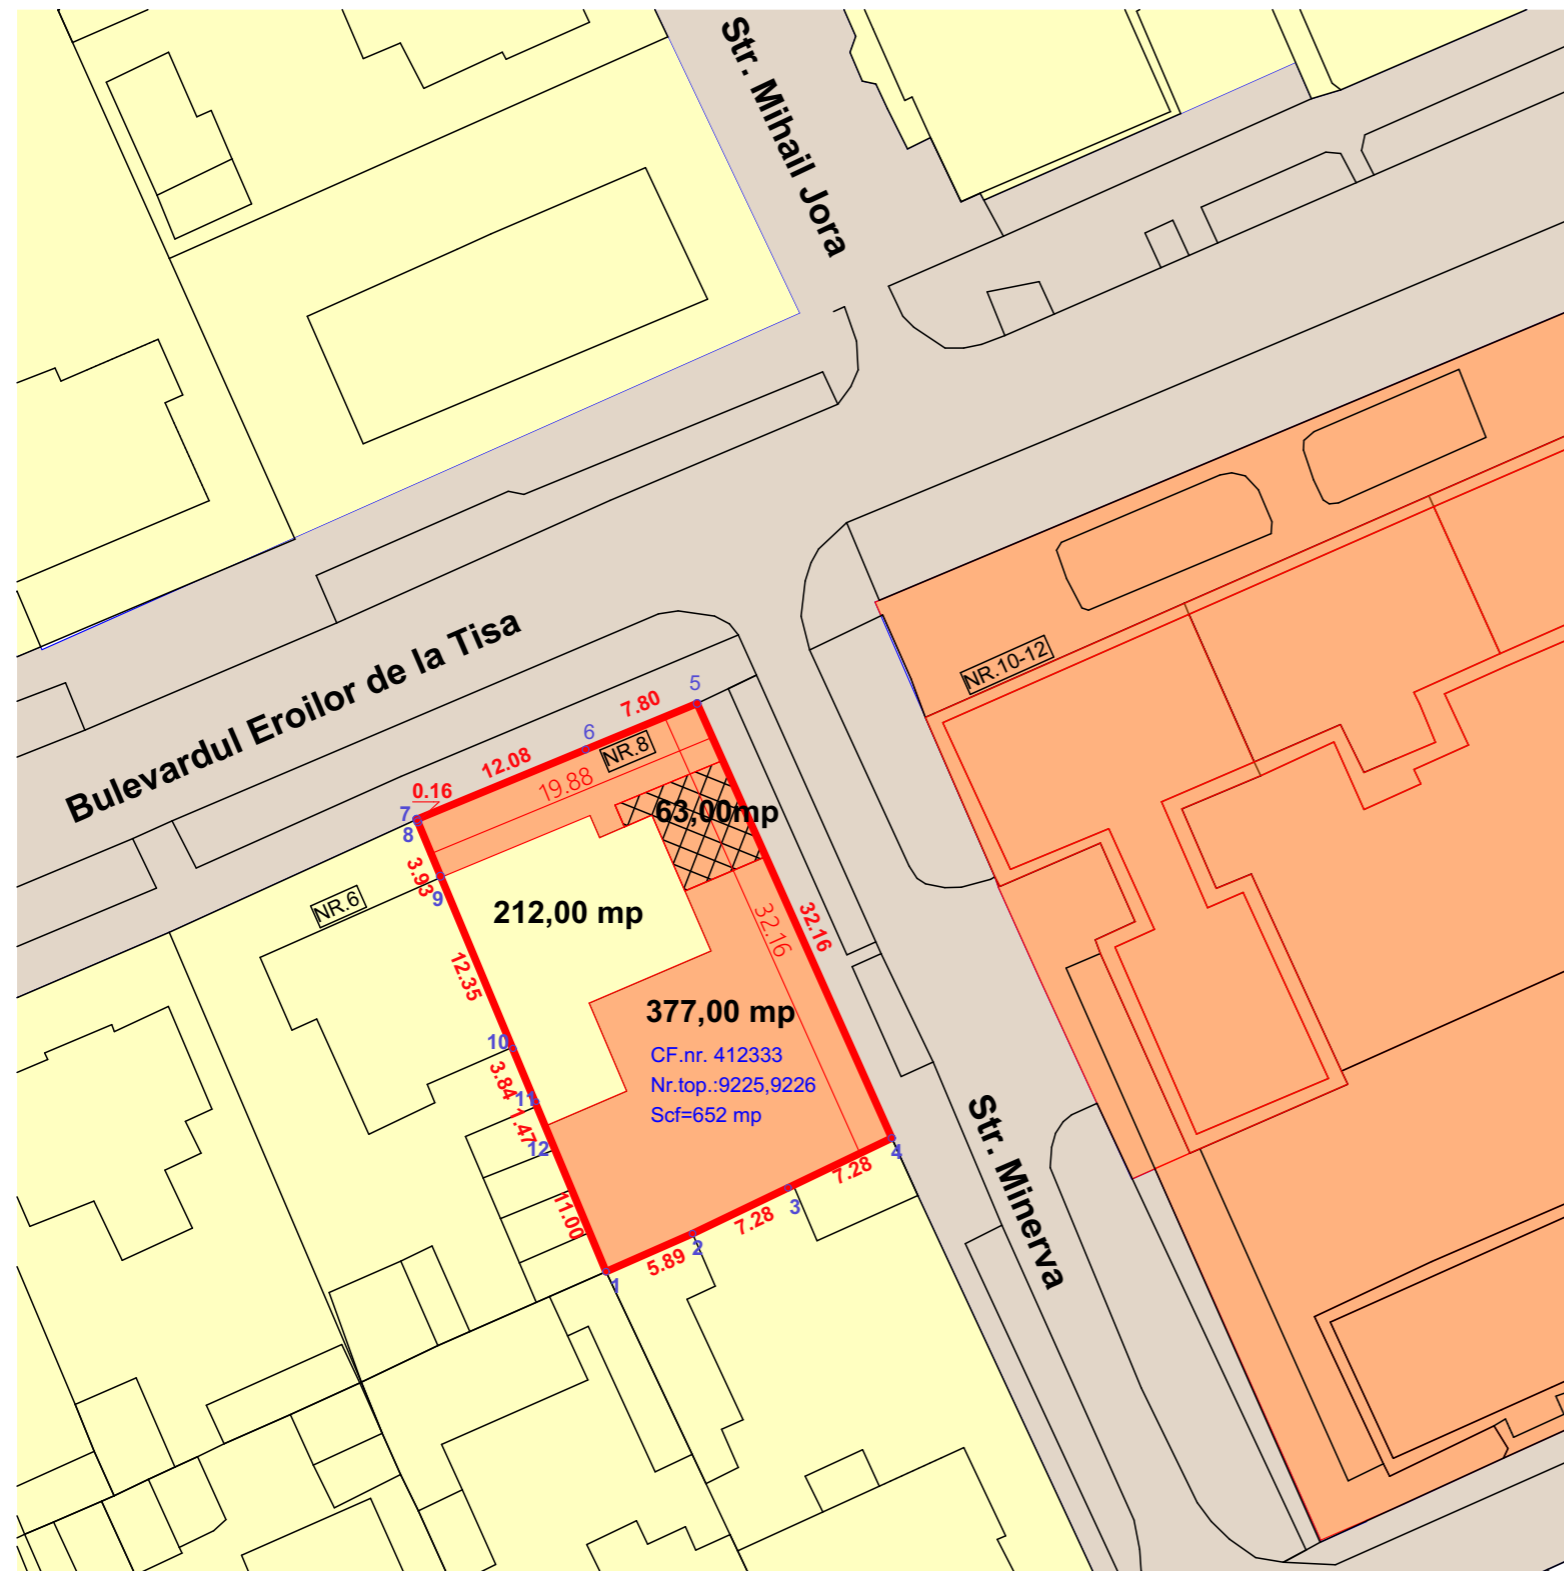 Str. Mihail Jora
Bulevardul Eroilor de la Tisa
NR.10-12
5
7.80
6
NR.8
12.08
19.88
0.16
7
8
63,00mp
3.93
9
NR.6
212,00 mp
32.16
32.16
12.35
377,00 mp
10
CF.nr. 412333
3.84
Nr.top.:9225,9226
11
Scf=652 mp
1.47
12
4
Str. Minerva
7.28
3
11.00
7.28
2
5.89
1